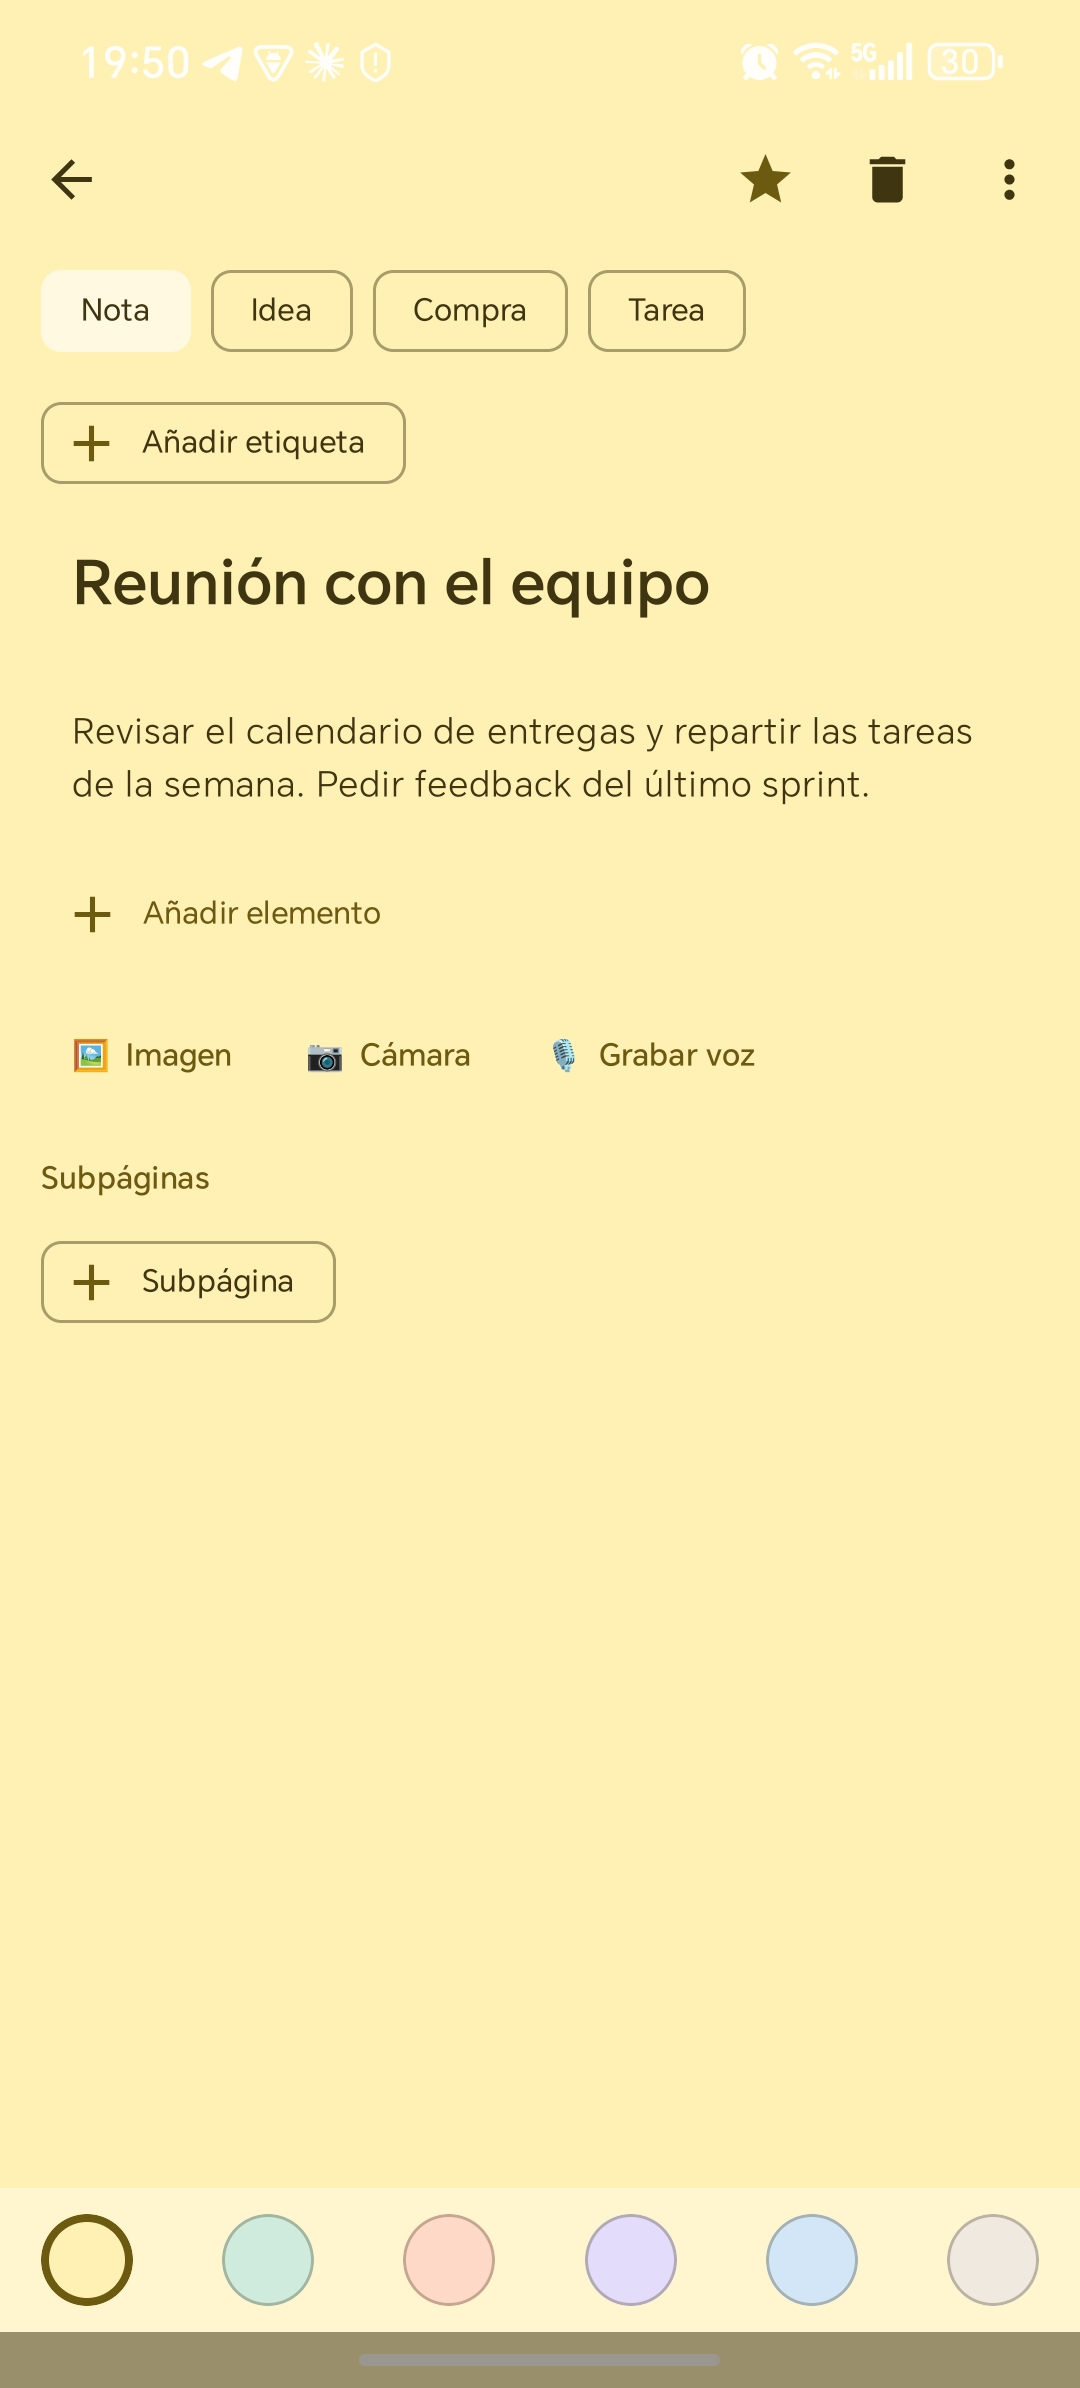 19:50 5G 30
Nota Idea Compra Tarea
Añadir etiqueta
Reunión con el equipo
Revisar el calendario de entregas y repartir las tareas
de la semana. Pedir feedback del último sprint.
Añadir elemento
Imagen Cámara Grabar voz
Subpáginas
Subpágina